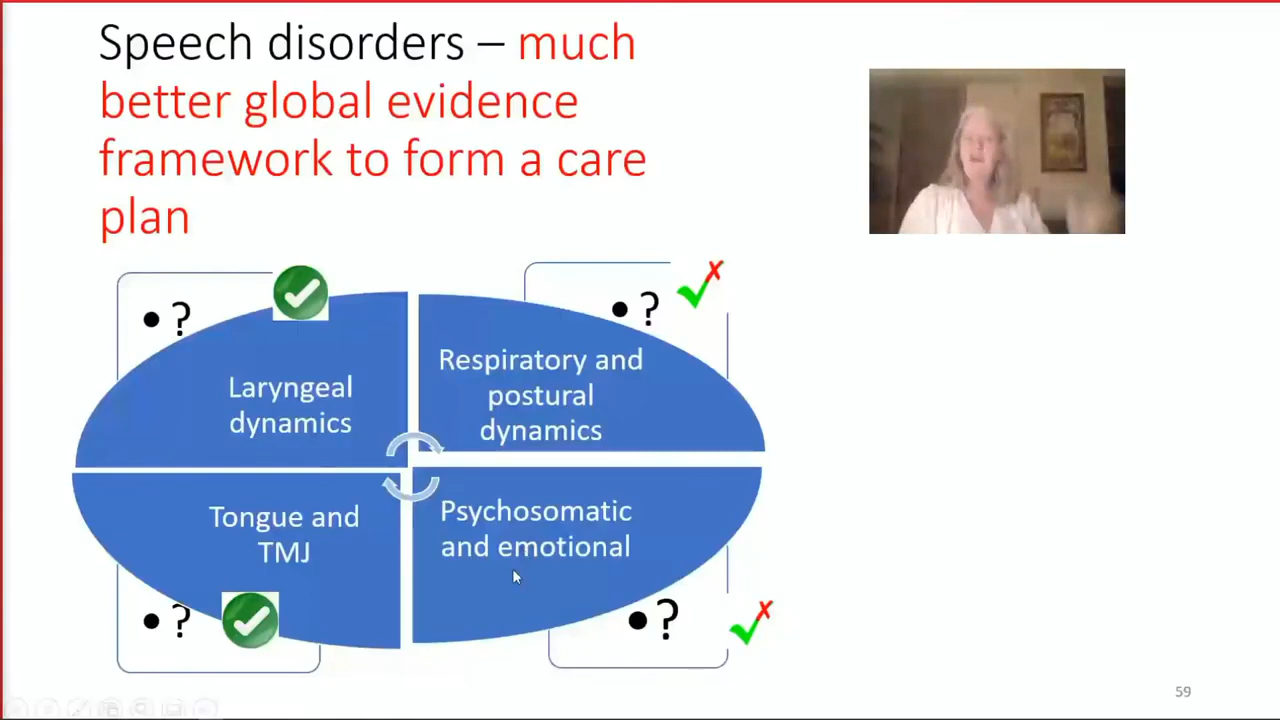 Speech disorders – much
better global evidence
framework to form a care
plan
• ?
• ?
Laryngeal
dynamics
Respiratory and
postural
dynamics
Tongue and
TMJ
Psychosomatic
and emotional
• ?
• ?
59